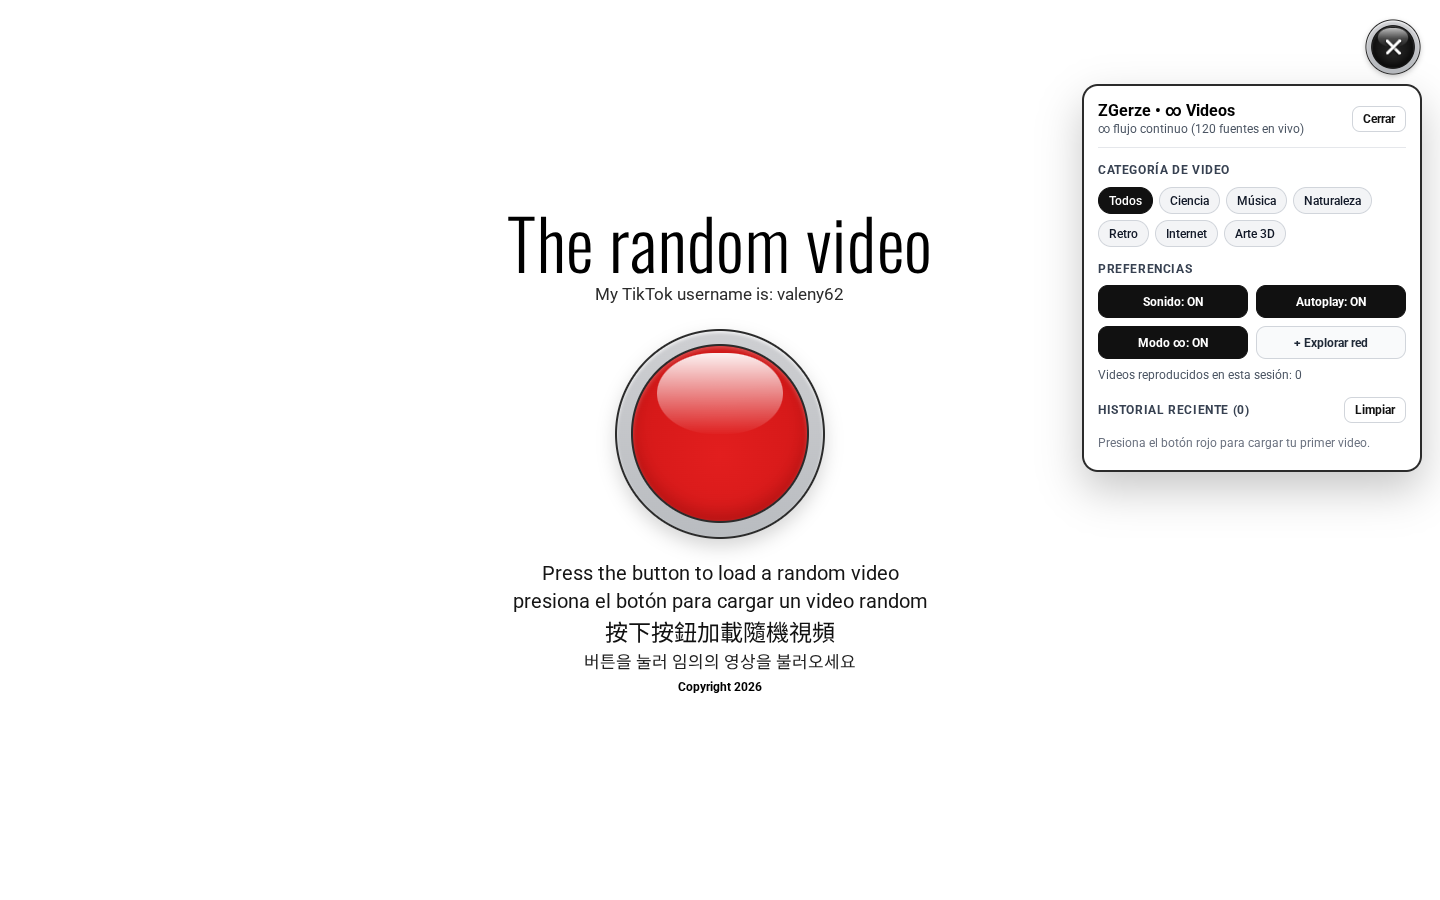 The random video
My TikTok username is: valeny62
Press the button to load a random video
presiona el botón para cargar un video random
按下按鈕加載隨機視頻
버튼을 눌러 임의의 영상을 불러오세요
Copyright 2026
ZGerze • ∞ Videos
∞ flujo continuo (120 fuentes en vivo)
Cerrar
CATEGORÍA DE VIDEO
Todos Ciencia Música Naturaleza
Retro Internet Arte 3D
PREFERENCIAS
Sonido: ON Autoplay: ON
Modo ∞: ON + Explorar red
Videos reproducidos en esta sesión: 0
HISTORIAL RECIENTE (0) Limpiar
Presiona el botón rojo para cargar tu primer video.